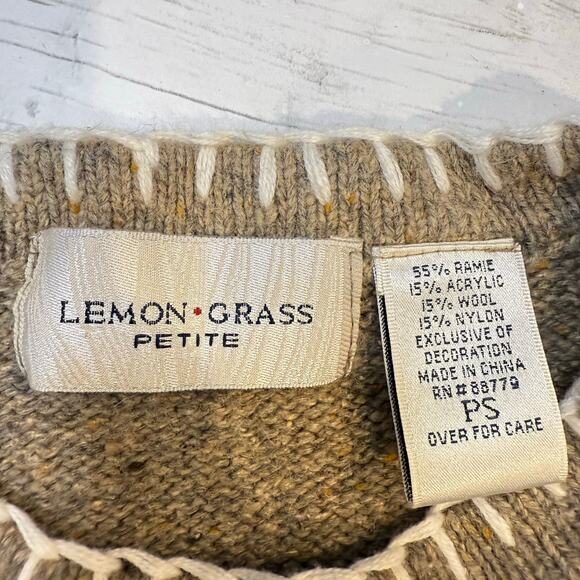 LEMON·GRASS
PETITE
55% RAMIE
15% ACRYLIC
15% WOOL
15% NYLON
EXCLUSIVE OF
DECORATION
MADE IN CHINA
RN#88779
PS
OVER FOR CARE